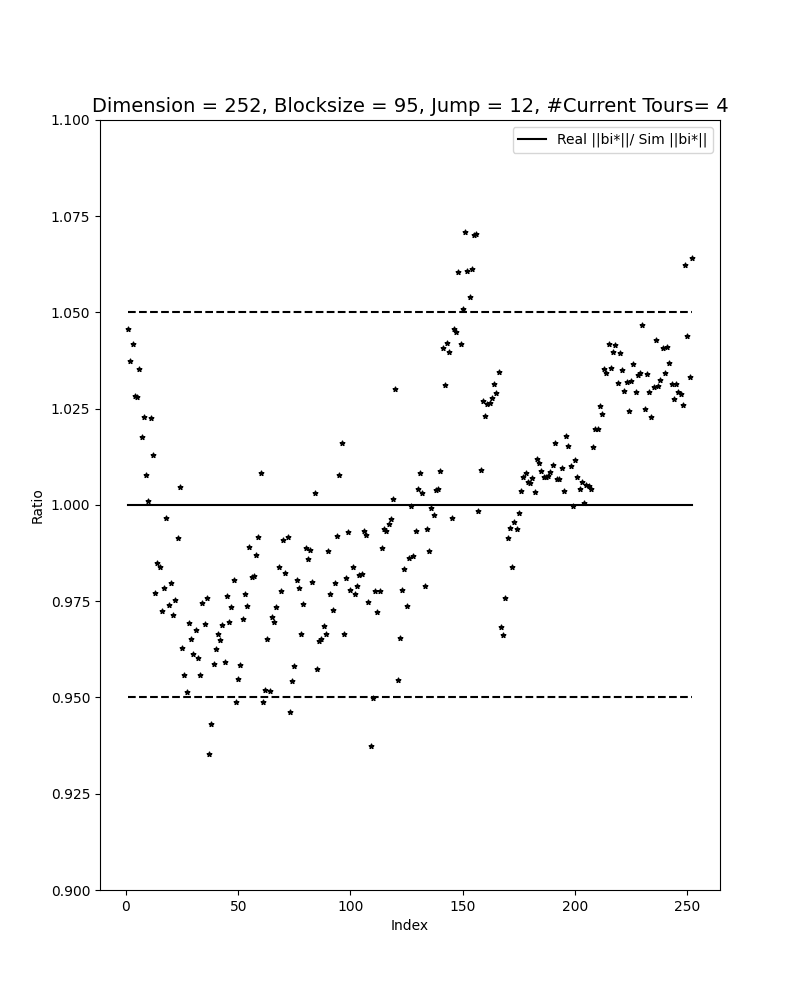 Dimension = 252, Blocksize = 95, Jump = 12, #Current Tours= 4
Real ||bi*||/ Sim ||bi*||
1.100
1.075
1.050
1.025
1.000
0.975
0.950
0.925
0.900
Ratio
0 50 100 150 200 250
Index